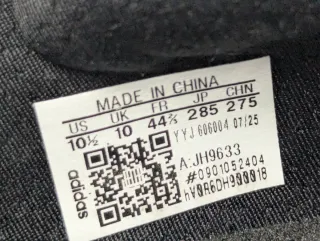 MADE IN CHINA
US UK FR JP CHN
10½ 10 44⅔ 285 275
YYJ 606004 07/25
A:JH9633
#0901052404
adidas